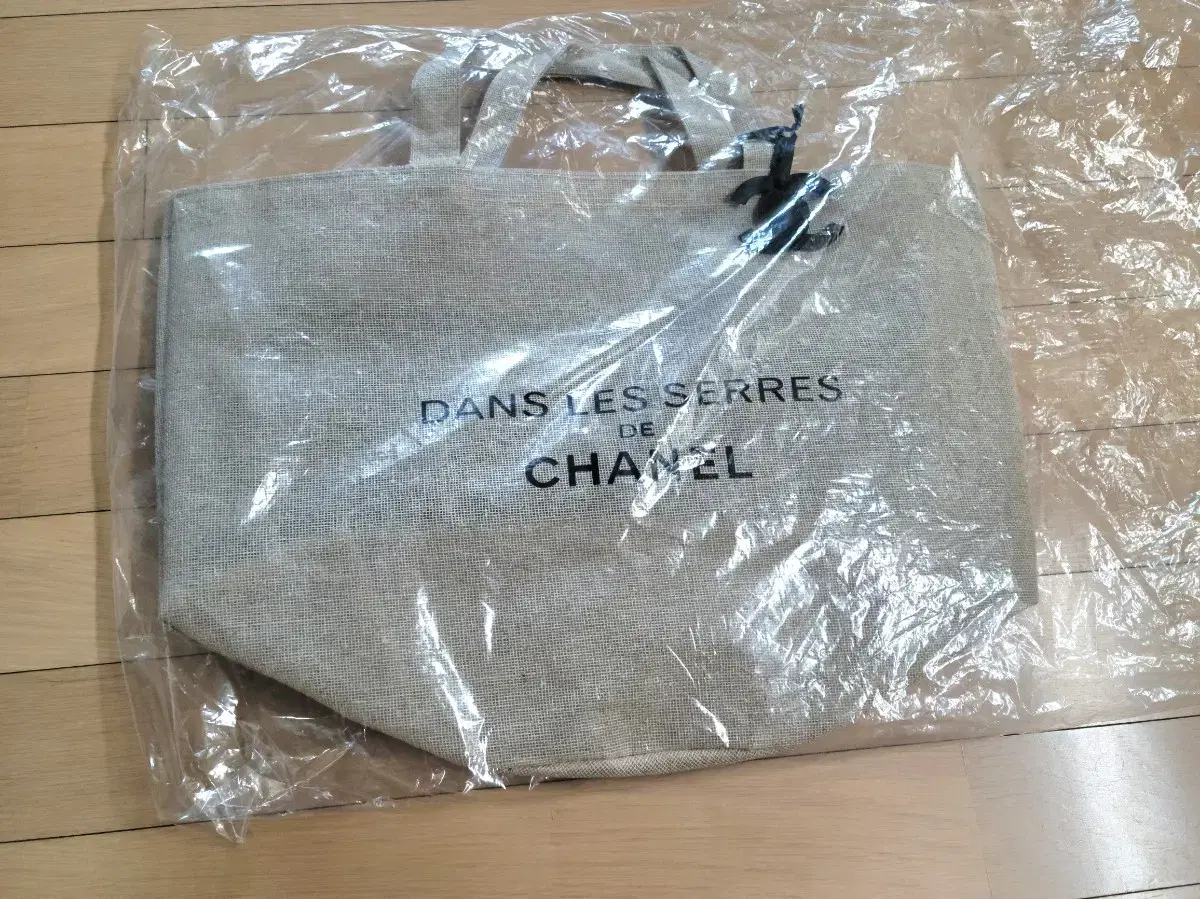 DANS LES SERRES
DE
CHANEL